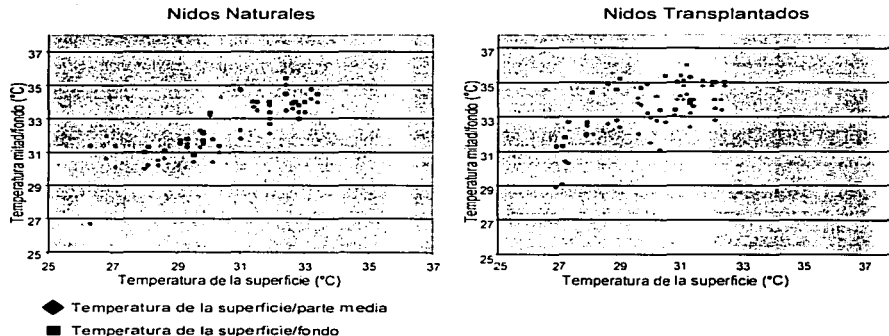 Nidos Naturales
Temperatura mitad/fondo (°C)
37
35
33
31
29
27
25
25 27 29 31 33 35 37
Temperatura de la superficie (°C)
Nidos Transplantados
Temperatura mitad/fondo (°C)
37
35
33
31
29
27
25
25 27 29 31 33 35 37
Temperatura de la superficie (°C)
Temperatura de la superficie/parte media
Temperatura de la superficie/fondo